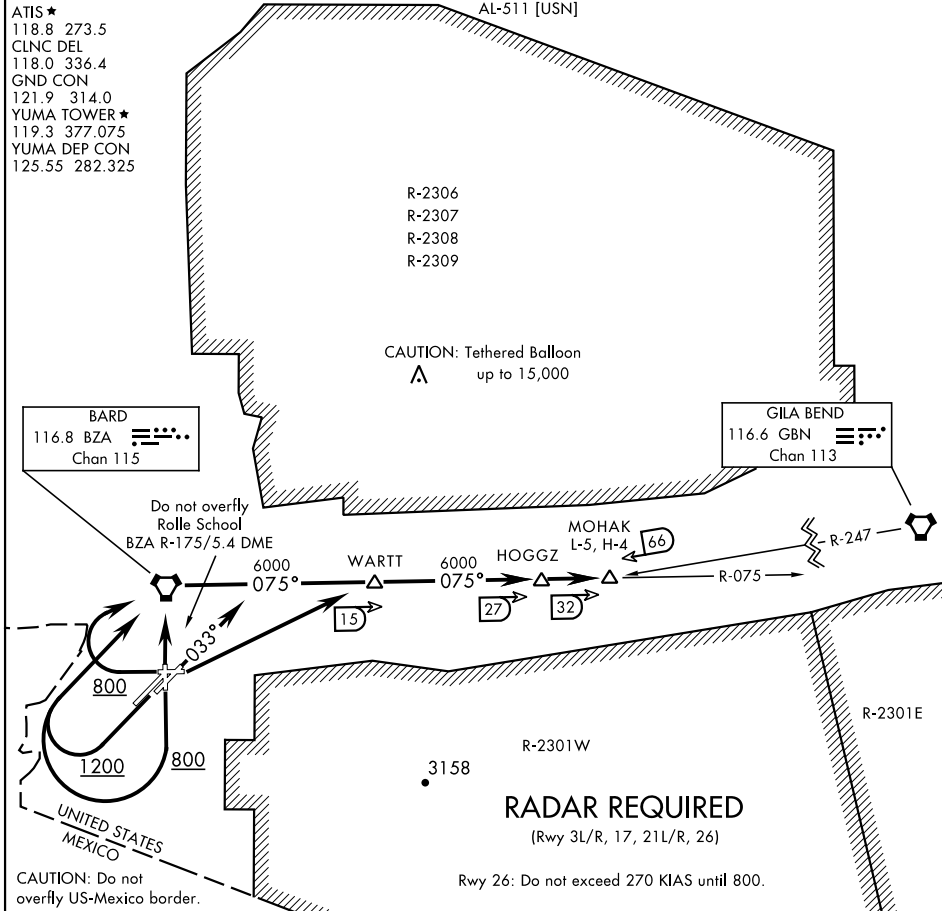 AL-511 [USN]
ATIS ★
118.8 273.5
CLNC DEL
118.0 336.4
GND CON
121.9 314.0
YUMA TOWER ★
119.3 377.075
YUMA DEP CON
125.55 282.325
R-2306
R-2307
R-2308
R-2309
CAUTION: Tethered Balloon
up to 15,000
BARD
116.8 BZA
Chan 115
GILA BEND
116.6 GBN
Chan 113
Do not overfly
Rolle School
BZA R-175/5.4 DME
MOHAK
L-5, H-4
66
R-247
6000
075°
WARTT
6000
075°
HOGGZ
R-075
15
27
32
033°
800
1200
800
R-2301E
R-2301W
3158
RADAR REQUIRED
(Rwy 3L/R, 17, 21L/R, 26)
UNITED STATES
MEXICO
CAUTION: Do not
overfly US-Mexico border.
Rwy 26: Do not exceed 270 KIAS until 800.